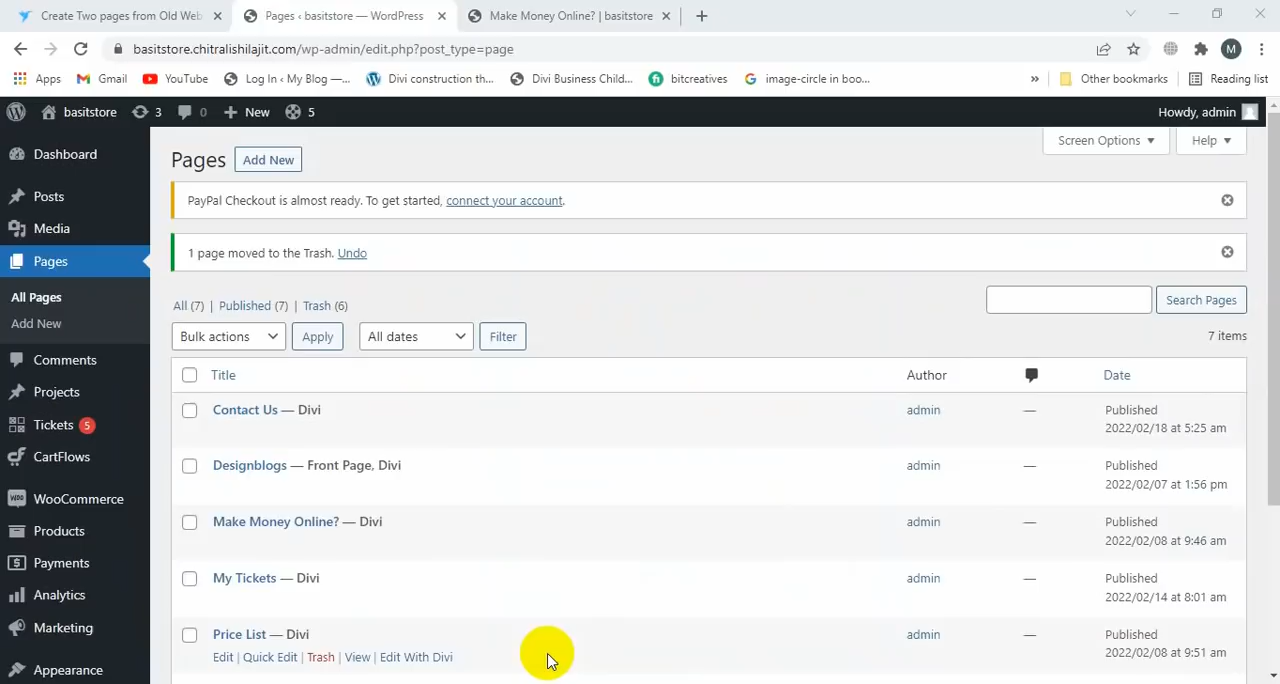 Create Two pages from Old Web
Pages ‹ basitstore — WordPress
Make Money Online? | basitstore
basitstore.chitralishilajit.com/wp-admin/edit.php?post_type=page
M
Apps
Gmail
YouTube
Log In ‹ My Blog —...
Divi construction th...
Divi Business Child...
fi
bitcreatives
image-circle in boo...
»
Other bookmarks
Reading list
basitstore
3
0
New
5
Howdy, admin
Dashboard
Posts
Media
Pages
All Pages
Add New
Comments
Projects
Tickets 5
CartFlows
WooCommerce
Products
Payments
Analytics
Marketing
Appearance
Screen Options
Help
Pages
Add New
PayPal Checkout is almost ready. To get started, connect your account.
1 page moved to the Trash. Undo
All (7) | Published (7) | Trash (6)
Search Pages
Bulk actions
Apply
All dates
Filter
7 items
Title
Author
Date
Contact Us — Divi
admin
—
Published
2022/02/18 at 5:25 am
Designblogs — Front Page, Divi
admin
—
Published
2022/02/07 at 1:56 pm
Make Money Online? — Divi
admin
—
Published
2022/02/08 at 9:46 am
My Tickets — Divi
admin
—
Published
2022/02/14 at 8:01 am
Price List — Divi
admin
—
Published
2022/02/08 at 9:51 am
Edit | Quick Edit | Trash | View | Edit With Divi